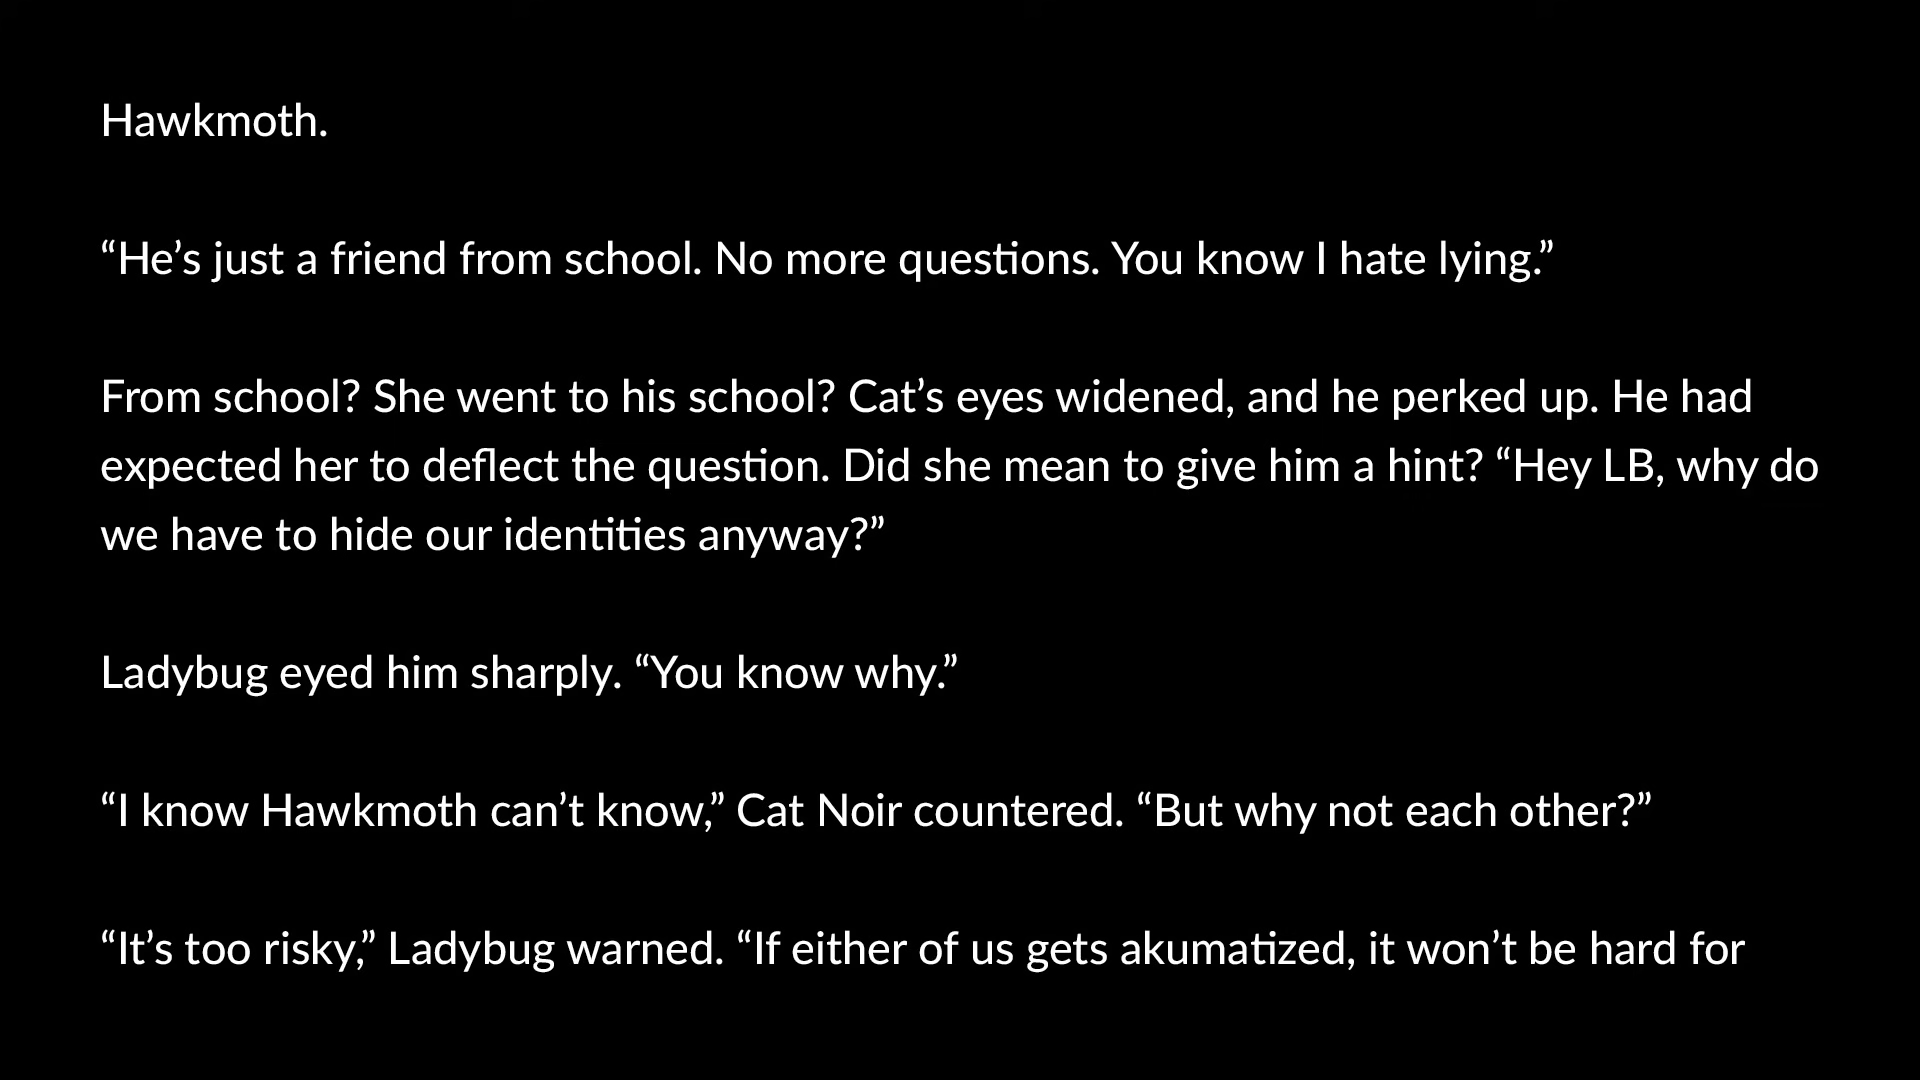 Hawkmoth.
“He’s just a friend from school. No more questions. You know I hate lying.”
From school? She went to his school? Cat’s eyes widened, and he perked up. He had
expected her to deflect the question. Did she mean to give him a hint? “Hey LB, why do
we have to hide our identities anyway?”
Ladybug eyed him sharply. “You know why.”
“I know Hawkmoth can’t know,” Cat Noir countered. “But why not each other?”
“It’s too risky,” Ladybug warned. “If either of us gets akumatized, it won’t be hard for